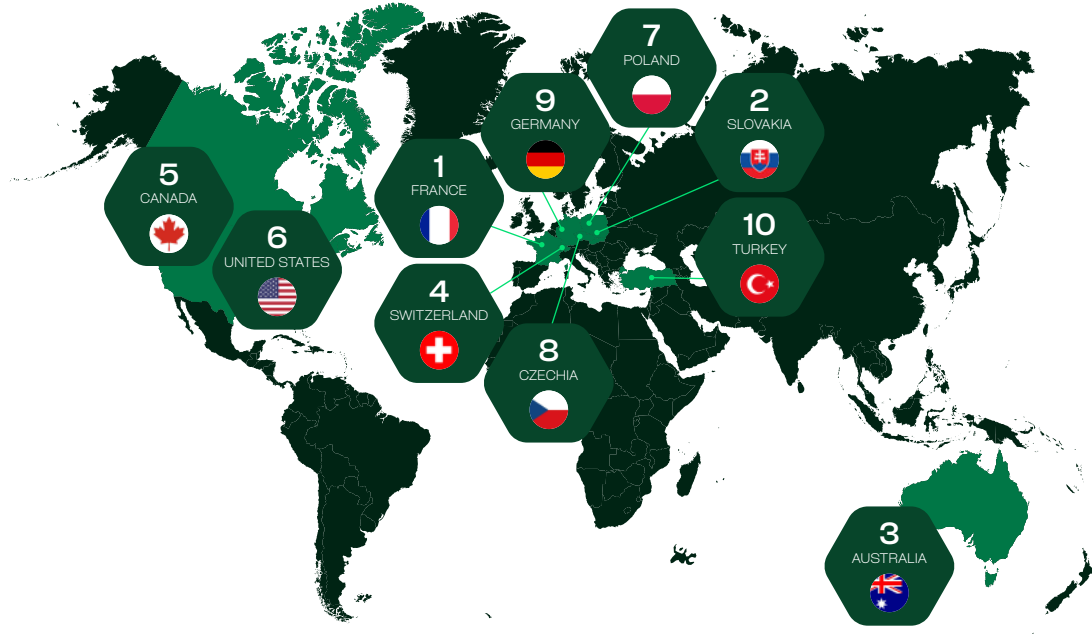 7
POLAND
9
GERMANY
2
SLOVAKIA
1
FRANCE
5
CANADA
6
UNITED STATES
10
TURKEY
4
SWITZERLAND
8
CZECHIA
3
AUSTRALIA